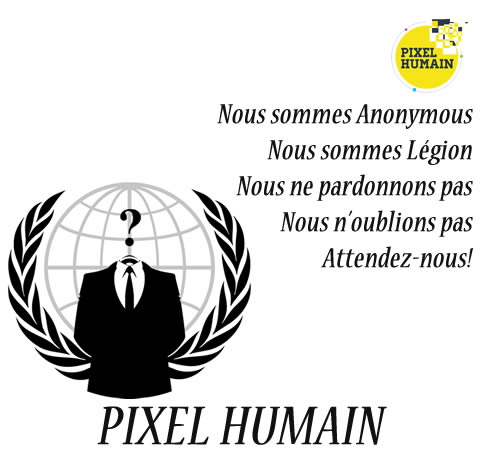 PIXEL
HUMAIN
Nous sommes Anonymous
Nous sommes Légion
Nous ne pardonnons pas
Nous n'oublions pas
Attendez-nous!
?
PIXEL HUMAIN